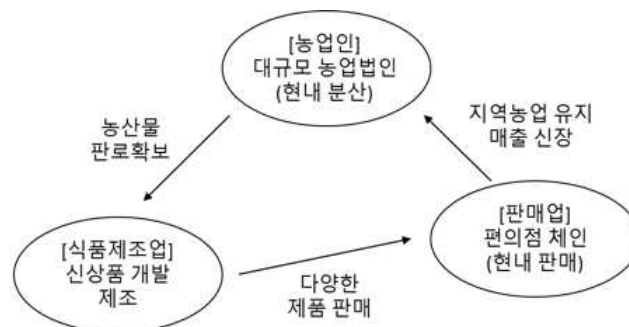 [농업인]
대규모 농업법인
(현내 분산)
농산물
판로확보
지역농업 유지
매출 신장
[식품제조업]
신상품 개발
제조
다양한
제품 판매
[판매업]
편의점 체인
(현내 판매)